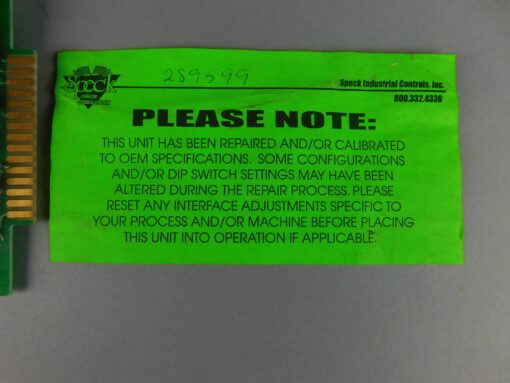 Speck
289599
Speck Industrial Controls, Inc.
800.332.4336
PLEASE NOTE:
THIS UNIT HAS BEEN REPAIRED AND/OR CALIBRATED
TO OEM SPECIFICATIONS. SOME CONFIGURATIONS
AND/OR DIP SWITCH SETTINGS MAY HAVE BEEN
ALTERED DURING THE REPAIR PROCESS. PLEASE
RESET ANY INTERFACE ADJUSTMENTS SPECIFIC TO
YOUR PROCESS AND/OR MACHINE BEFORE PLACING
THIS UNIT INTO OPERATION IF APPLICABLE.